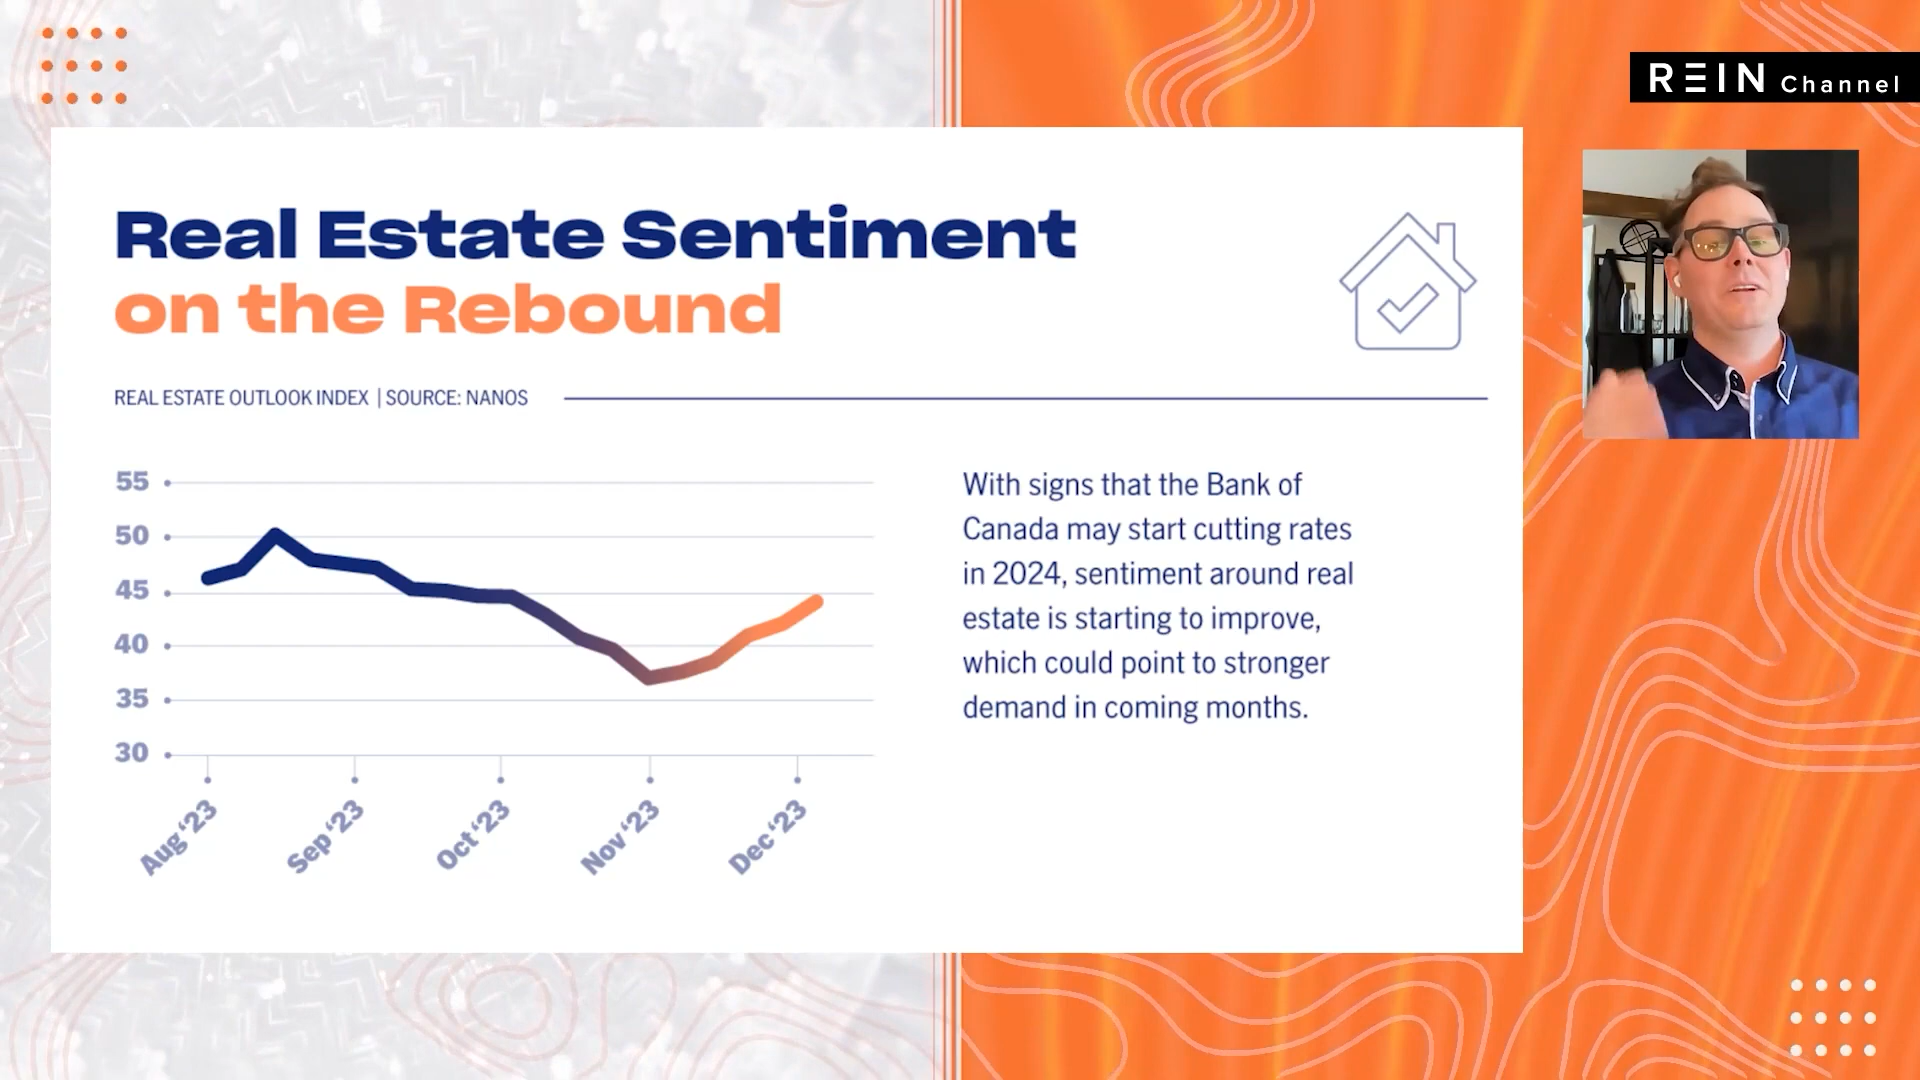 REIN Channel
Real Estate Sentiment
on the Rebound
REAL ESTATE OUTLOOK INDEX | SOURCE: NANOS
55
50
45
40
35
30
Aug ‘23
Sep ‘23
Oct ‘23
Nov ‘23
Dec ‘23
With signs that the Bank of
Canada may start cutting rates
in 2024, sentiment around real
estate is starting to improve,
which could point to stronger
demand in coming months.